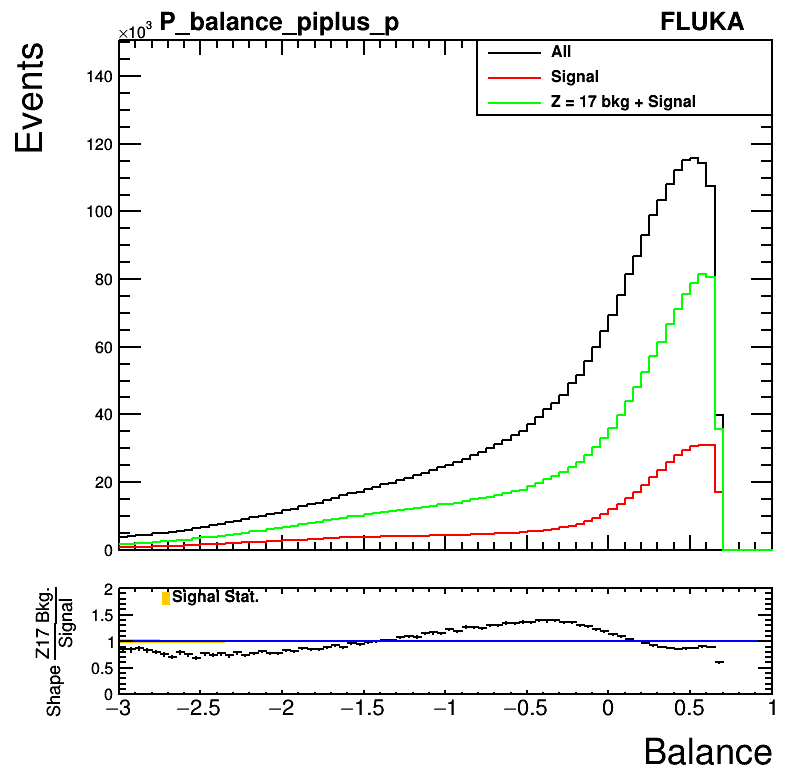 ×10³ P_balance_piplus_p FLUKA
Events
All
Signal
Z = 17 bkg + Signal
140
120
100
80
60
40
20
0
Shape Z17 Bkg. / Signal
Signal Stat.
2
1.5
1
0.5
0
−3 −2.5 −2 −1.5 −1 −0.5 0 0.5 1
Balance